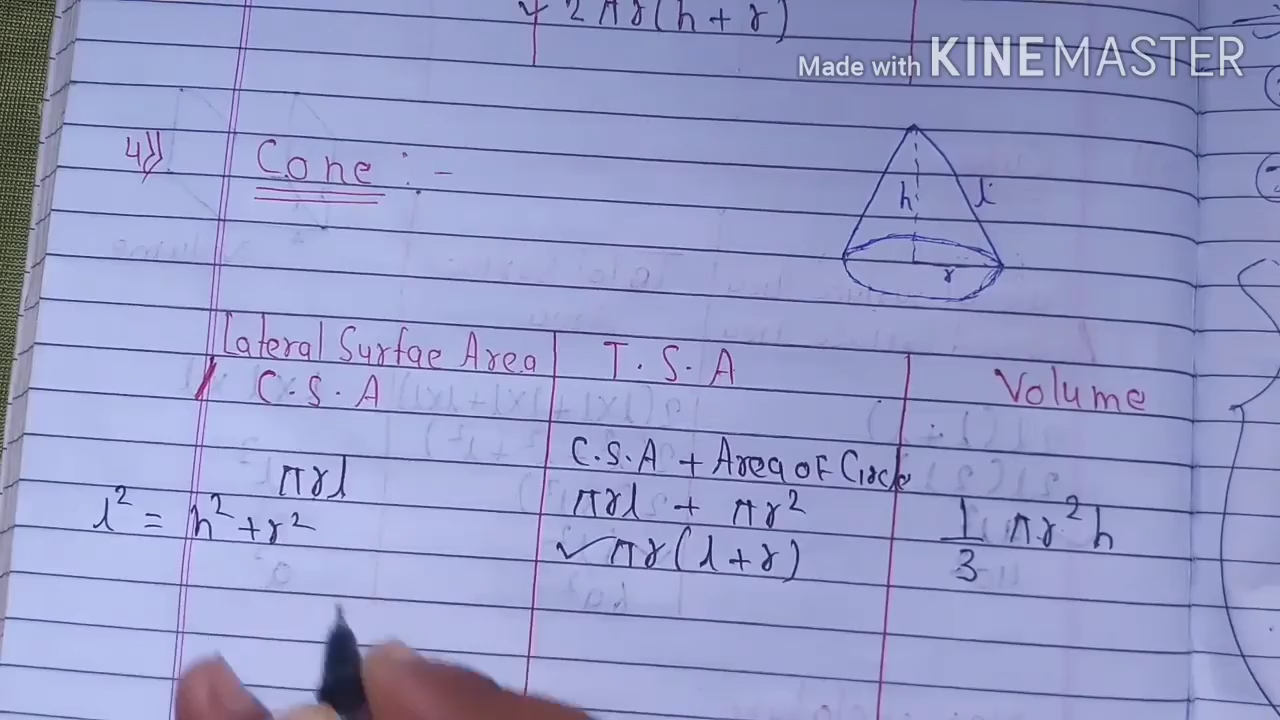 2πr(h+r)
Made with KINEMASTER
4) Cone :-
h l
r
Lateral Surfae Area T.S.A Volume
C.S.A
C.S.A + Area OF Circle
πrl πrl + πr² 1/3 πr²h
l² = h²+r² πr(l+r)